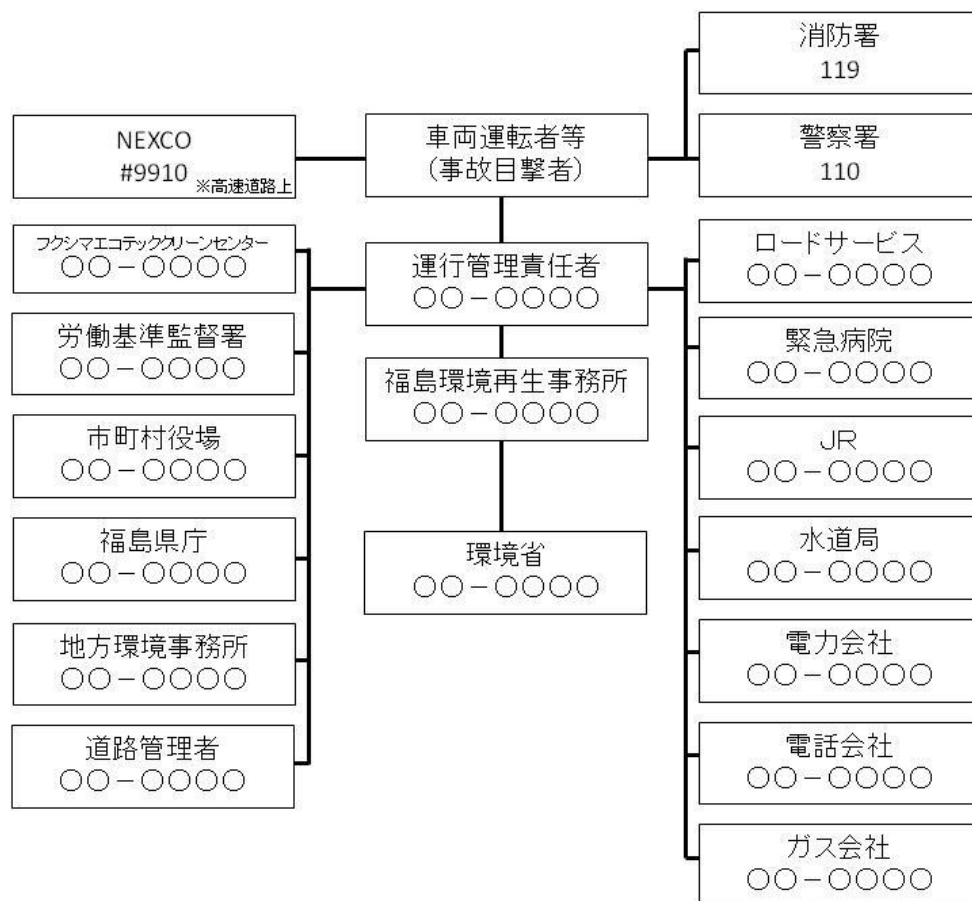 消防署
119
NEXCO
#9910 ※高速道路上
車両運転者等
(事故目撃者)
警察署
110
フクシマエコテッククリーンセンター
○○－○○○○
運行管理責任者
○○－○○○○
ロードサービス
○○－○○○○
労働基準監督署
○○－○○○○
福島環境再生事務所
○○－○○○○
緊急病院
○○－○○○○
市町村役場
○○－○○○○
JR
○○－○○○○
福島県庁
○○－○○○○
環境省
○○－○○○○
水道局
○○－○○○○
地方環境事務所
○○－○○○○
電力会社
○○－○○○○
道路管理者
○○－○○○○
電話会社
○○－○○○○
ガス会社
○○－○○○○